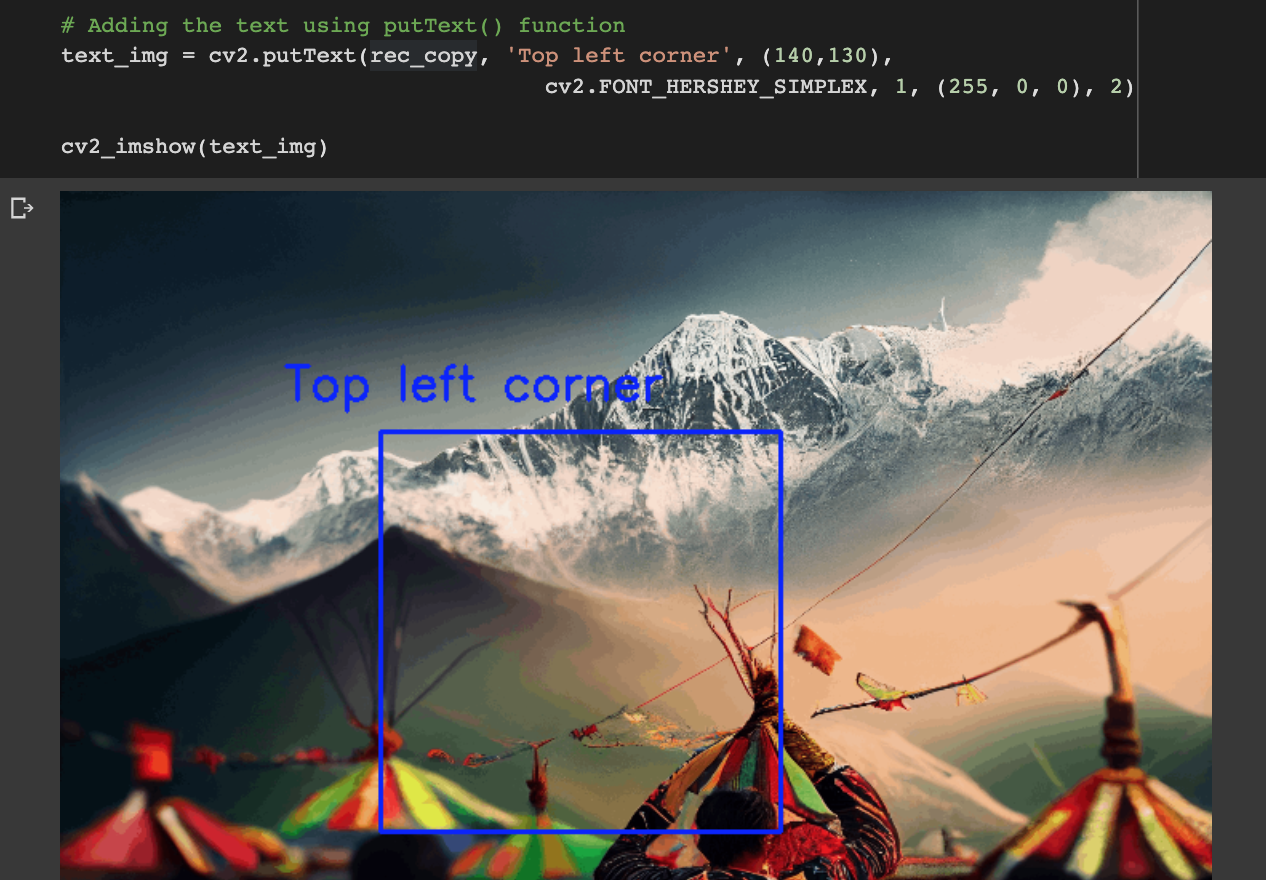 # Adding the text using putText() function
text_img = cv2.putText(rec_copy, 'Top left corner', (140,130),
cv2.FONT_HERSHEY_SIMPLEX, 1, (255, 0, 0), 2)
cv2_imshow(text_img)
Top left corner